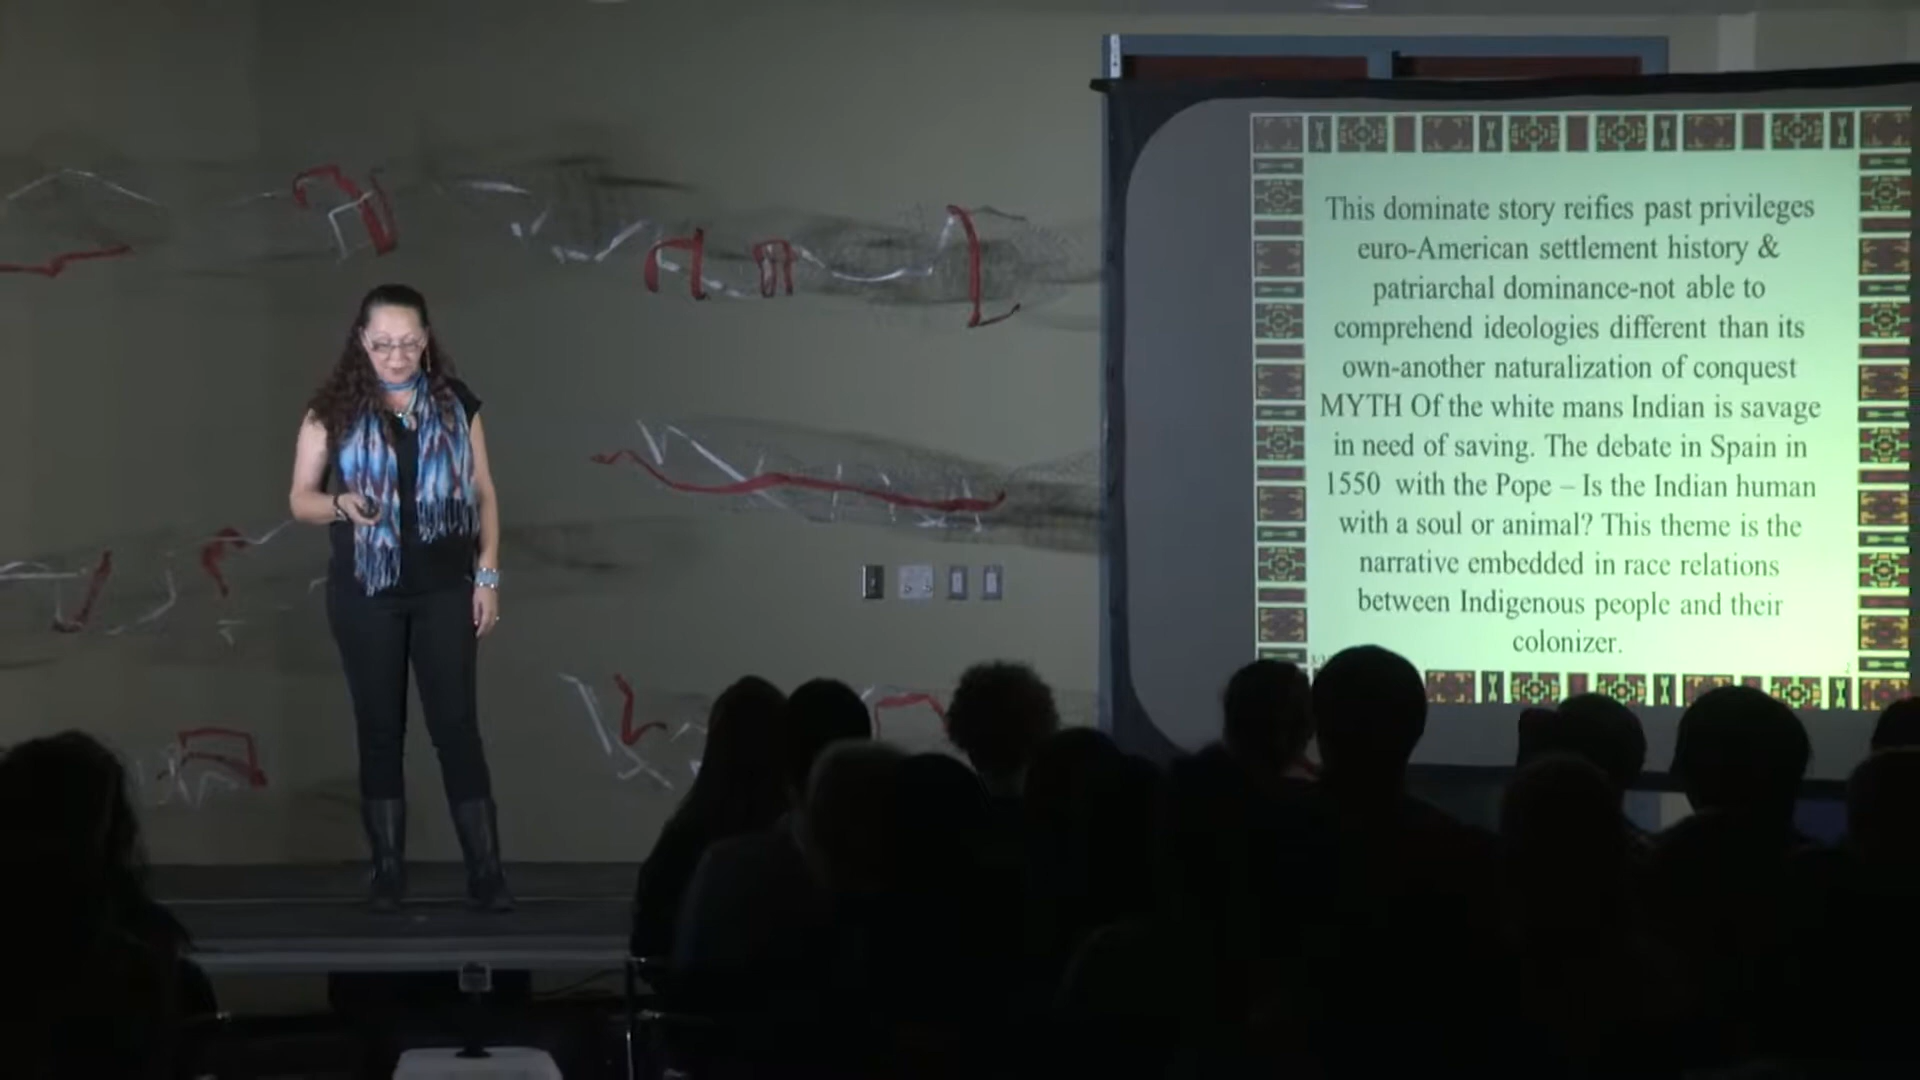 This dominate story reifies past privileges
euro-American settlement history &
patriarchal dominance-not able to
comprehend ideologies different than its
own-another naturalization of conquest
MYTH Of the white mans Indian is savage
in need of saving. The debate in Spain in
1550 with the Pope – Is the Indian human
with a soul or animal? This theme is the
narrative embedded in race relations
between Indigenous people and their
colonizer.